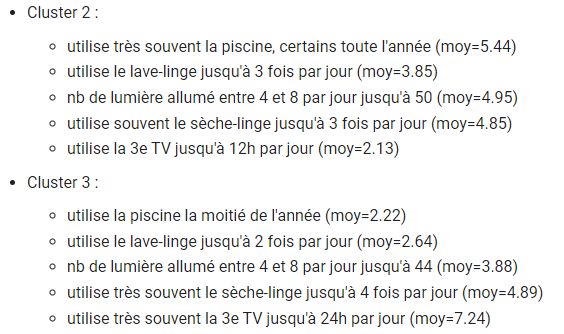 Cluster 2 :
utilise très souvent la piscine, certains toute l'année (moy=5.44)
utilise le lave-linge jusqu'à 3 fois par jour (moy=3.85)
nb de lumière allumé entre 4 et 8 par jour jusqu'à 50 (moy=4.95)
utilise souvent le sèche-linge jusqu'à 3 fois par jour (moy=4.85)
utilise la 3e TV jusqu'à 12h par jour (moy=2.13)
Cluster 3 :
utilise la piscine la moitié de l'année (moy=2.22)
utilise le lave-linge jusqu'à 2 fois par jour (moy=2.64)
nb de lumière allumé entre 4 et 8 par jour jusqu'à 44 (moy=3.88)
utilise très souvent le sèche-linge jusqu'à 4 fois par jour (moy=4.89)
utilise très souvent la 3e TV jusqu'à 24h par jour (moy=7.24)